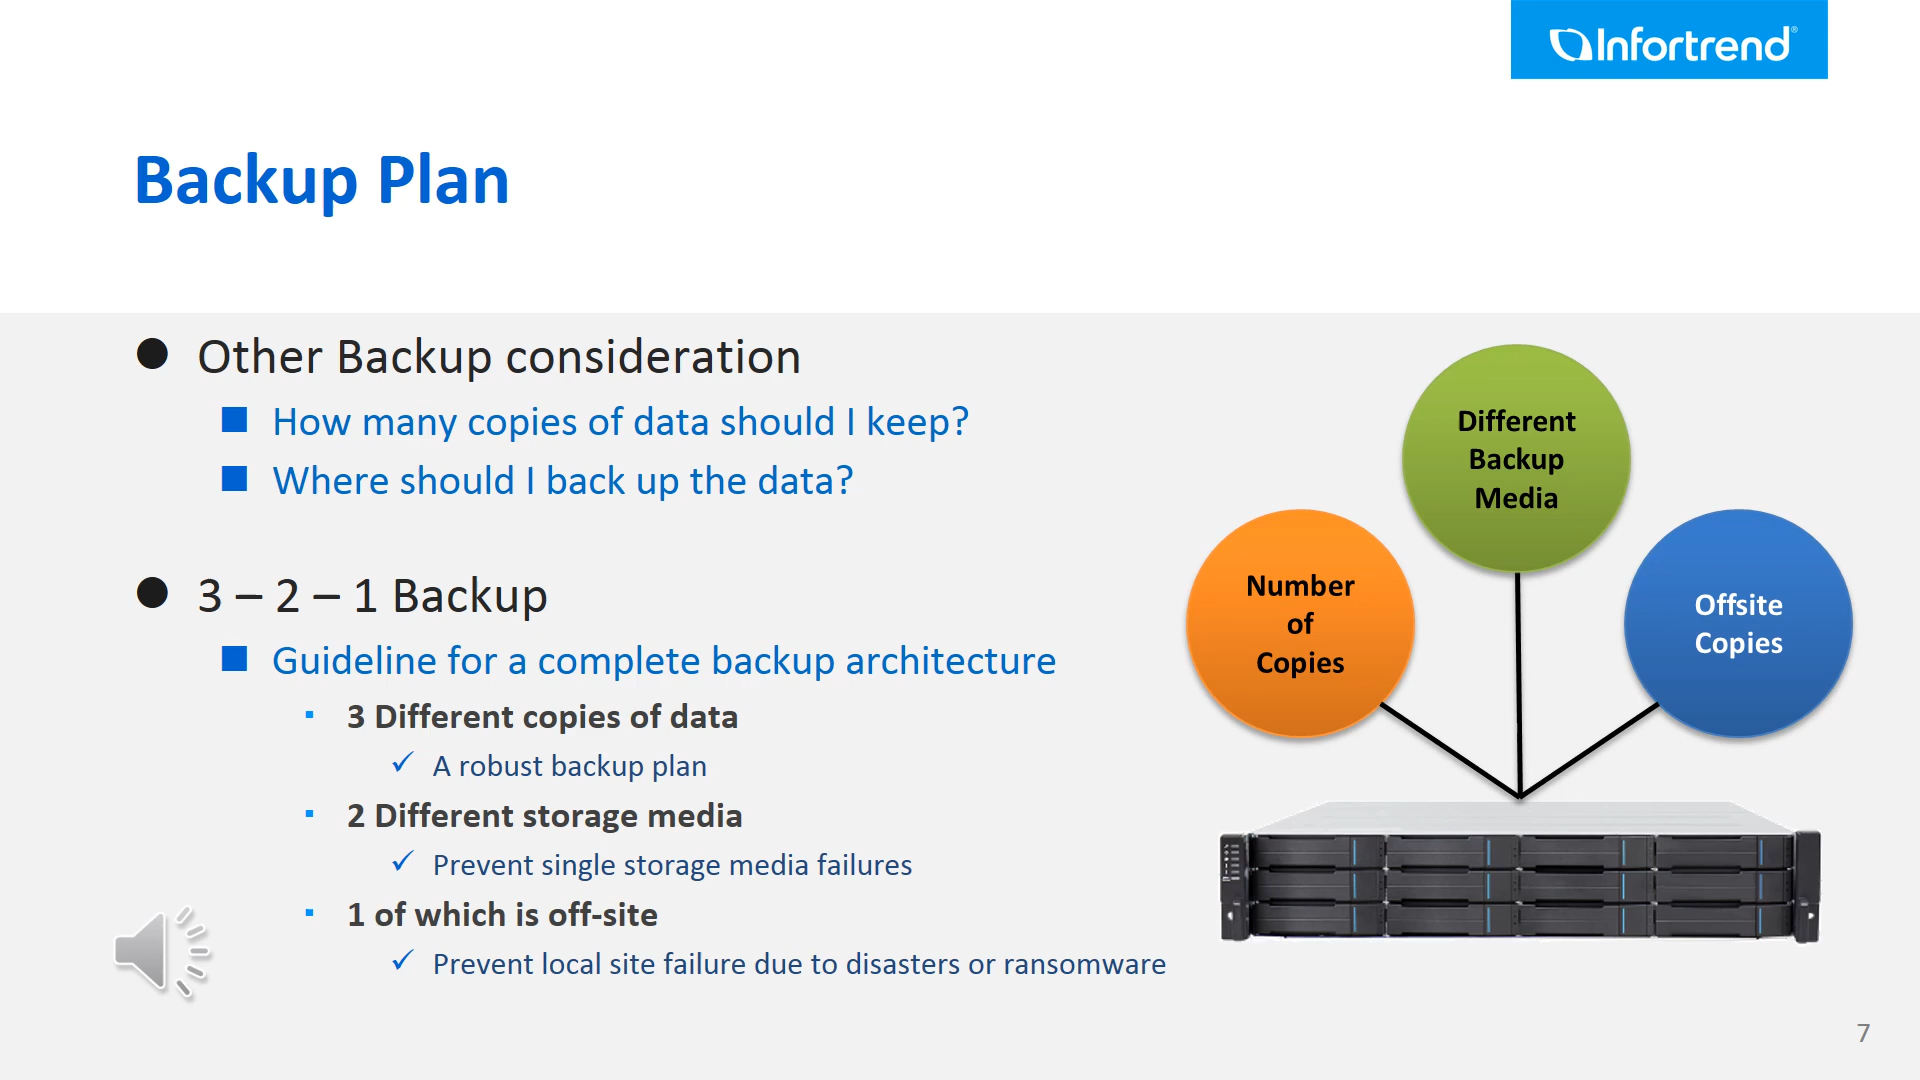 Infortrend®
Backup Plan
Other Backup consideration
How many copies of data should I keep?
Where should I back up the data?
3 – 2 – 1 Backup
Guideline for a complete backup architecture
3 Different copies of data
A robust backup plan
2 Different storage media
Prevent single storage media failures
1 of which is off-site
Prevent local site failure due to disasters or ransomware
Number
of
Copies
Different
Backup
Media
Offsite
Copies
7